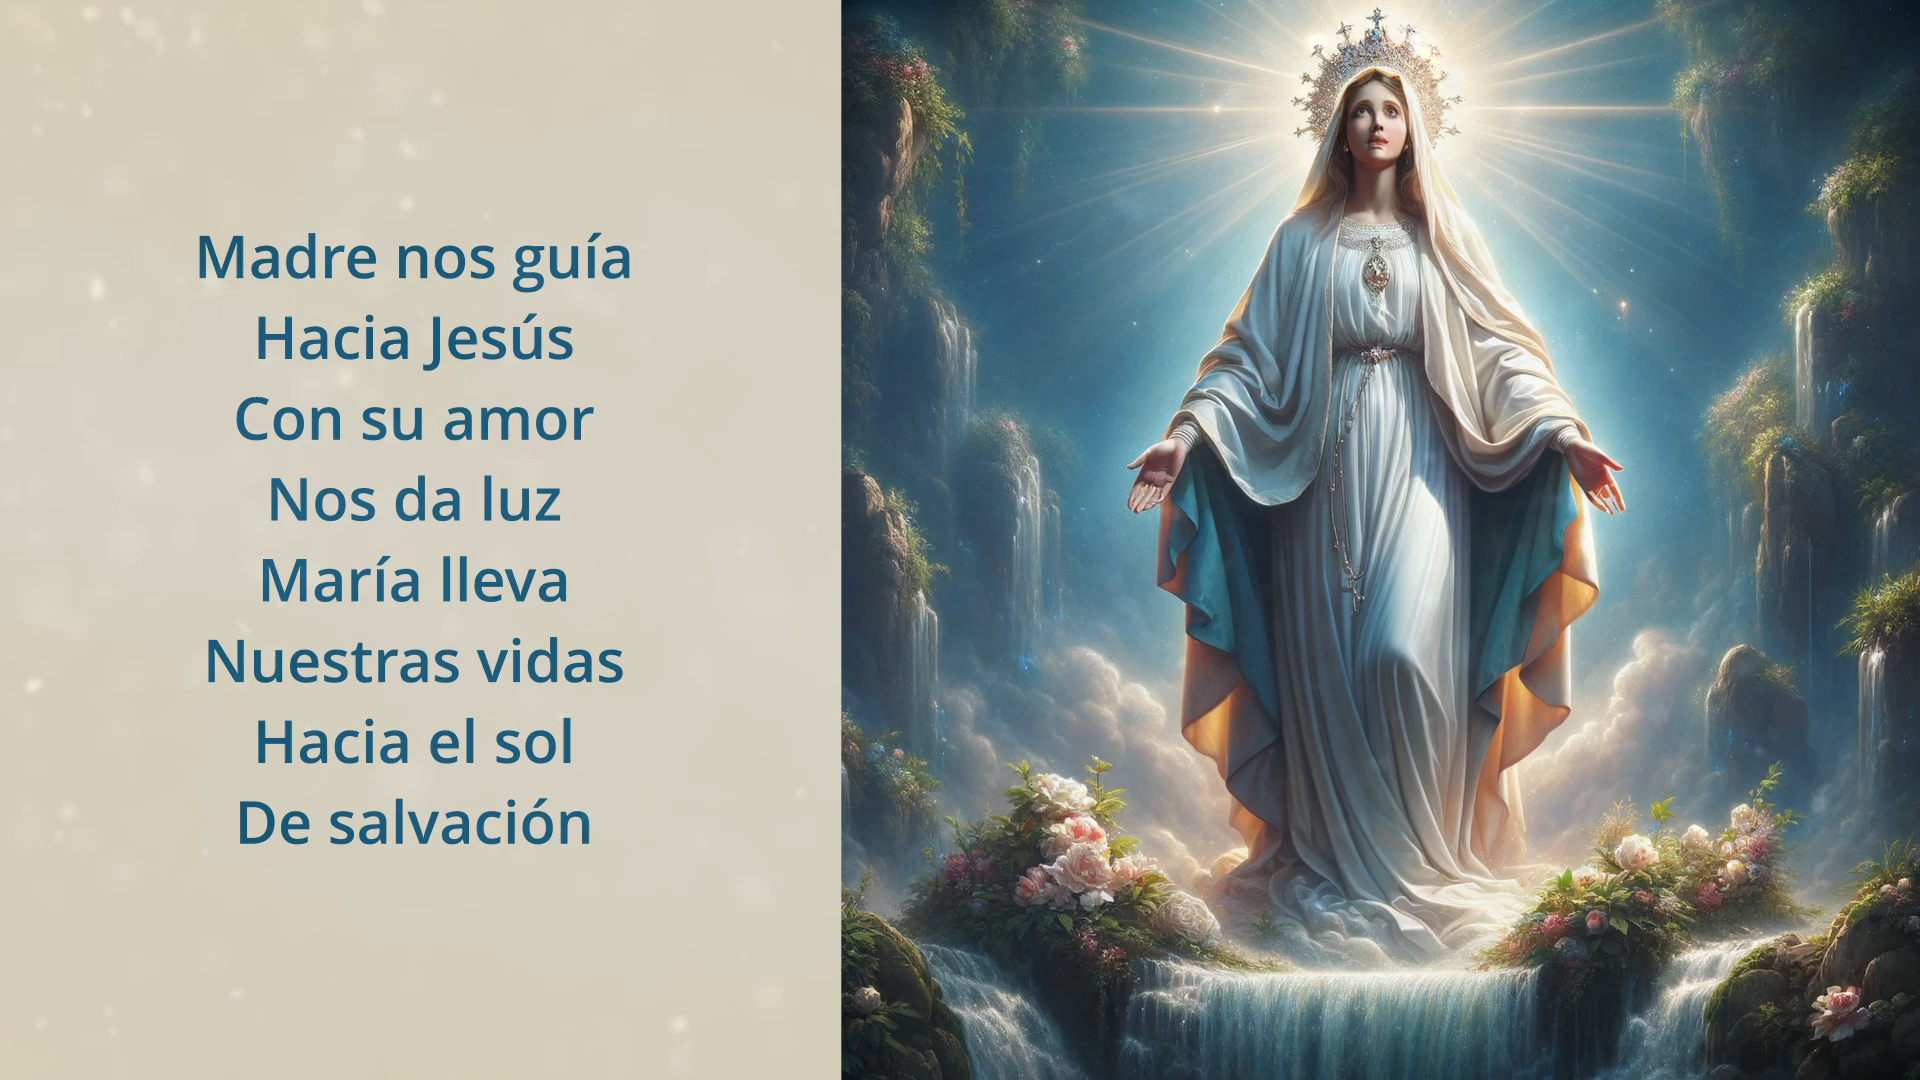 Madre nos guía
Hacia Jesús
Con su amor
Nos da luz
María lleva
Nuestras vidas
Hacia el sol
De salvación